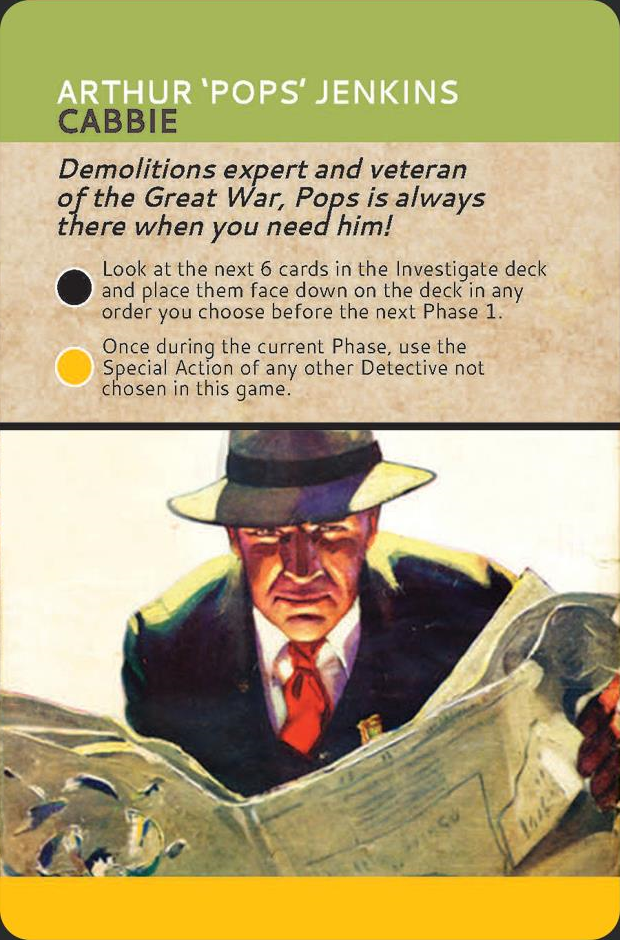 ARTHUR ‘POPS’ JENKINS
CABBIE
Demolitions expert and veteran
of the Great War, Pops is always
there when you need him!
Look at the next 6 cards in the Investigate deck
and place them face down on the deck in any
order you choose before the next Phase 1.
Once during the current Phase, use the
Special Action of any other Detective not
chosen in this game.